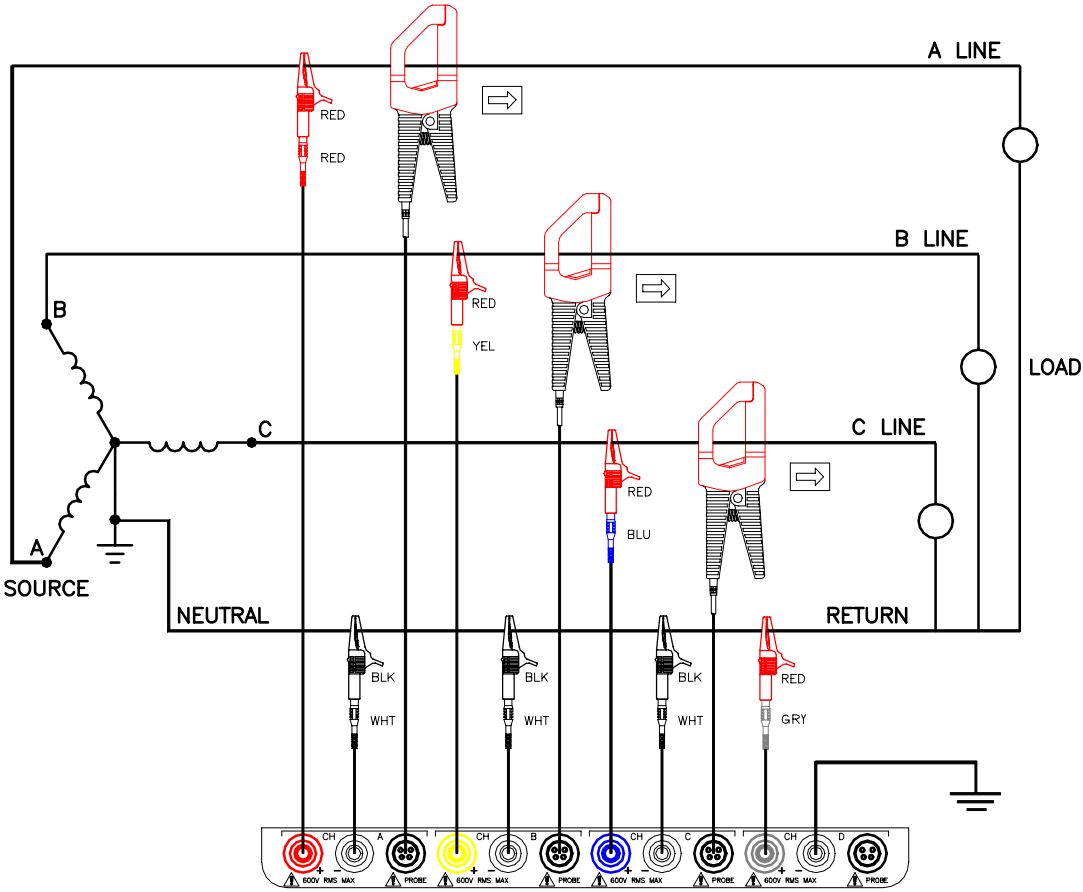 A LINE
RED
RED
B LINE
B
RED
YEL
LOAD
C
C LINE
RED
BLU
A
SOURCE
NEUTRAL
RETURN
BLK
BLK
BLK
RED
WHT
WHT
WHT
GRY
CH A CH B CH C CH D
+ − + − + − + −
600V RMS MAX PROBE 600V RMS MAX PROBE 600V RMS MAX PROBE 600V RMS MAX PROBE